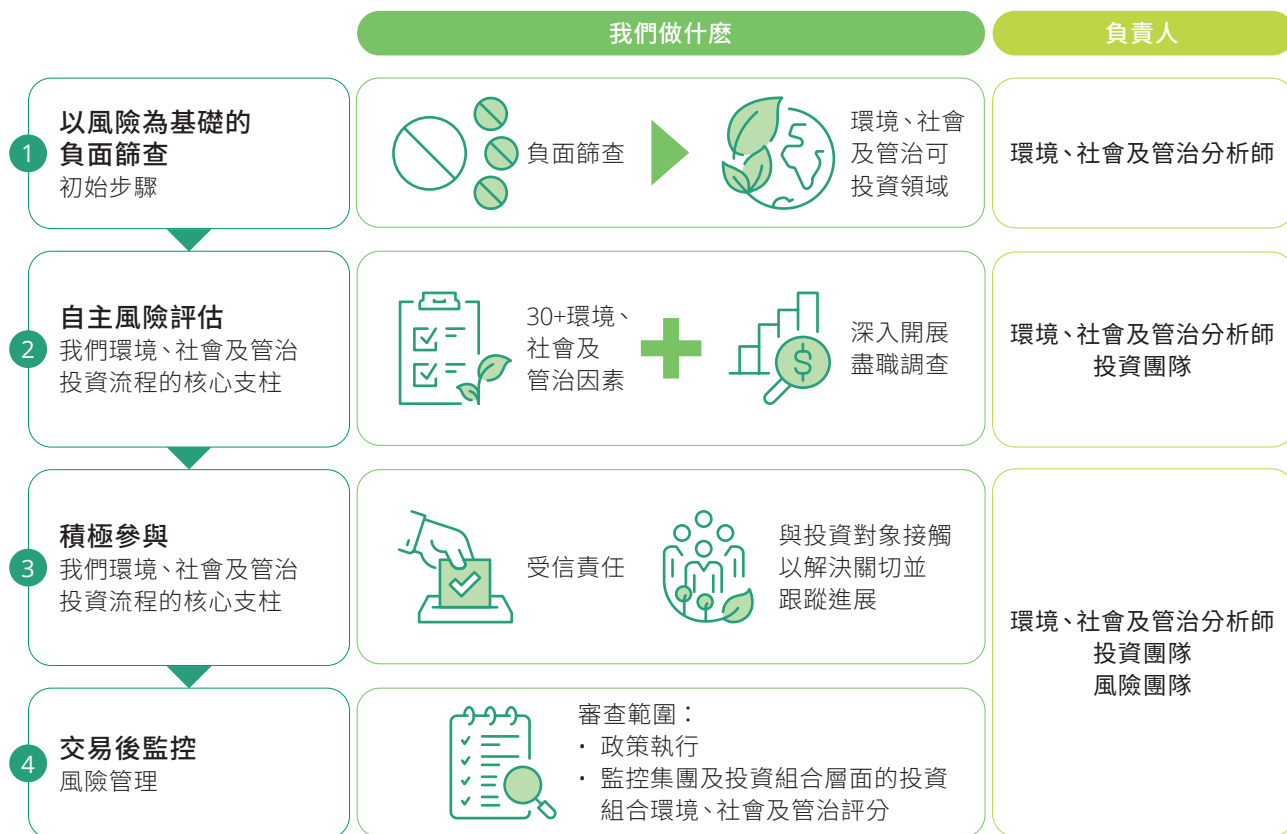 我們做什麽
負責人
1
以風險為基礎的
負面篩查
初始步驟
負面篩查
環境、社會
及管治可
投資領域
環境、社會及管治分析師
2
自主風險評估
我們環境、社會及管治
投資流程的核心支柱
30+環境、
社會及
管治因素
$
深入開展
盡職調查
環境、社會及管治分析師
投資團隊
3
積極參與
我們環境、社會及管治
投資流程的核心支柱
受信責任
與投資對象接觸
以解決關切並
跟蹤進展
環境、社會及管治分析師
投資團隊
風險團隊
4
交易後監控
風險管理
審查範圍：
· 政策執行
· 監控集團及投資組合層面的投資
組合環境、社會及管治評分